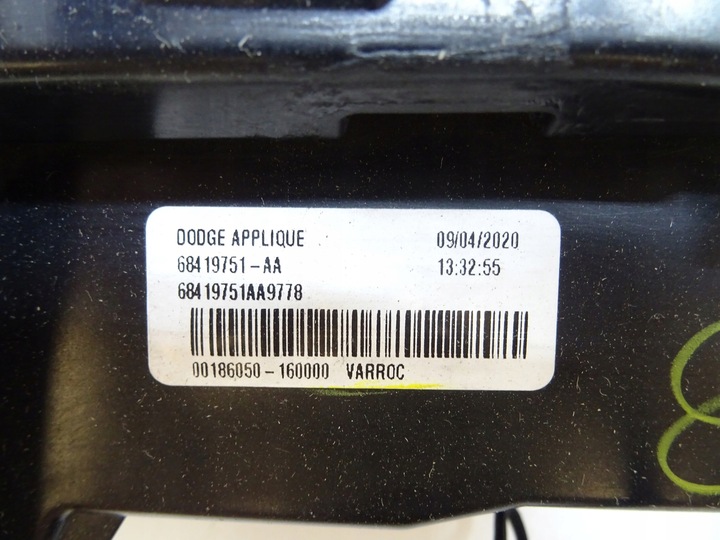 DODGE APPLIQUE 09/04/2020
68419751-AA 13:32:55
68419751AA9778
00186050-160000 VARROC